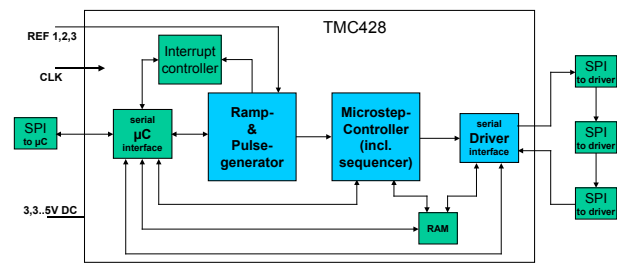 TMC428
REF 1,2,3
CLK
Interrupt
controller
SPI
to µC
serial
µC
interface
Ramp-
&
Pulse-
generator
Microstep-
Controller
(incl.
sequencer)
serial
Driver
interface
SPI
to driver
SPI
to driver
SPI
to driver
RAM
3,3..5V DC